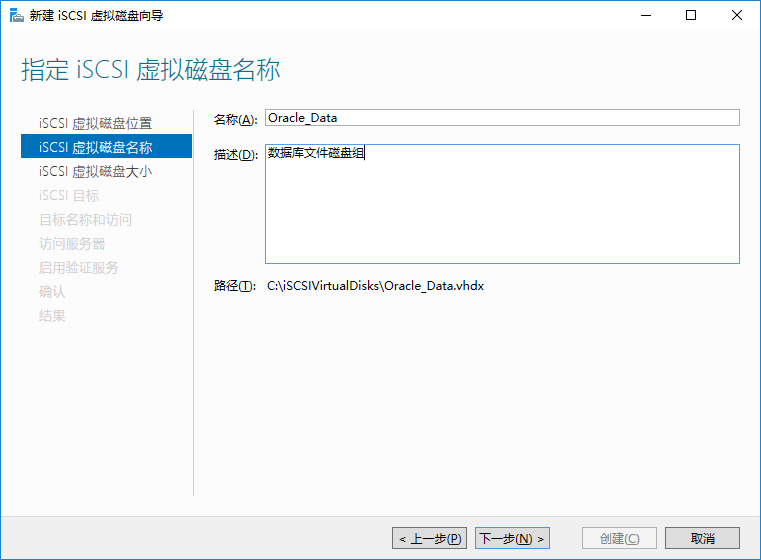 新建 iSCSI 虚拟磁盘向导
指定 iSCSI 虚拟磁盘名称
iSCSI 虚拟磁盘位置
iSCSI 虚拟磁盘名称
iSCSI 虚拟磁盘大小
iSCSI 目标
目标名称和访问
访问服务器
启用验证服务
确认
结果
名称(A): Oracle_Data
描述(D): 数据库文件磁盘组
路径(T): C:\iSCSIVirtualDisks\Oracle_Data.vhdx
< 上一步(P) 下一步(N) > 创建(C) 取消